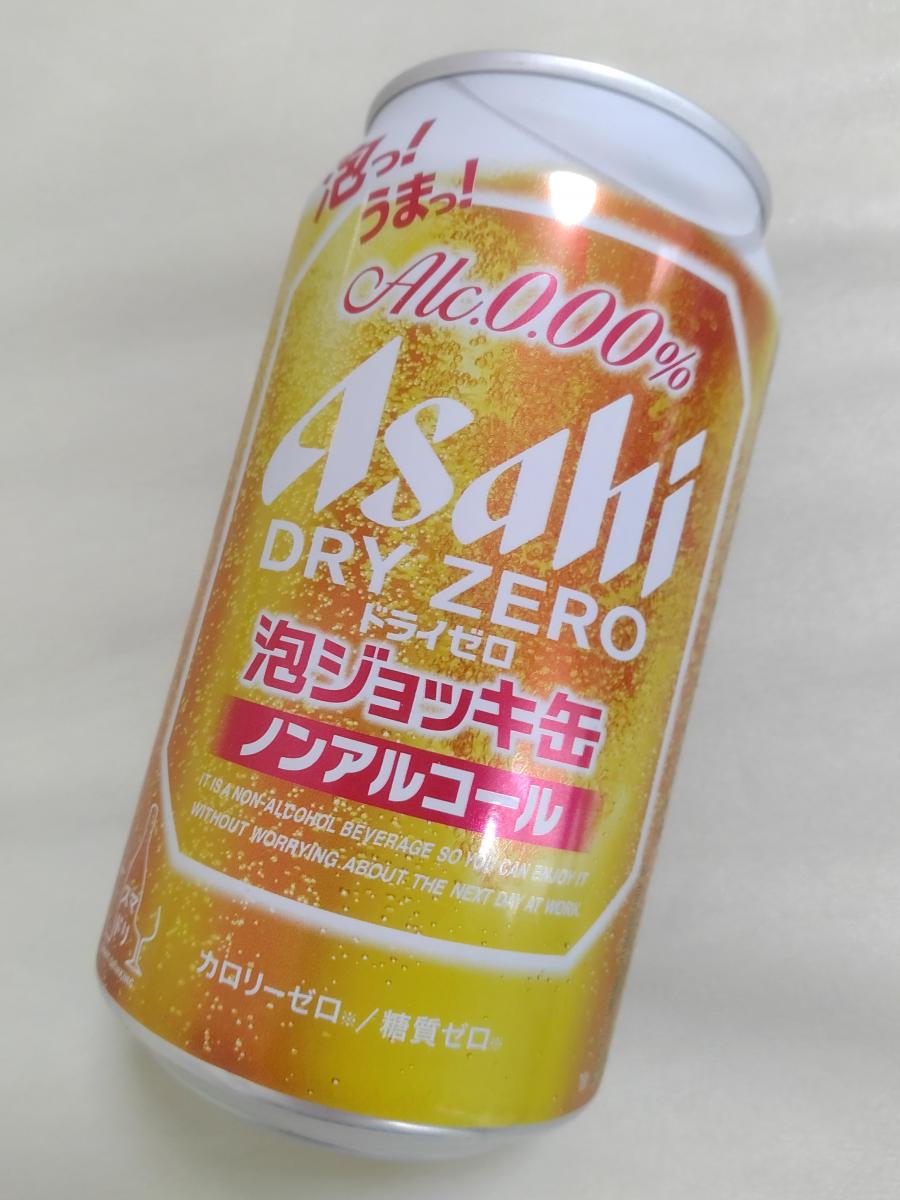 泡っ!
うまっ!
Alc.0.00%
Asahi
DRY ZERO
ドライゼロ
泡ジョッキ缶
ノンアルコール
IT IS A NON-ALCOHOL BEVERAGE SO YOU CAN ENJOY IT
WITHOUT WORRYING ABOUT THE NEXT DAY AT WORK.
カロリーゼロ※/糖質ゼロ※